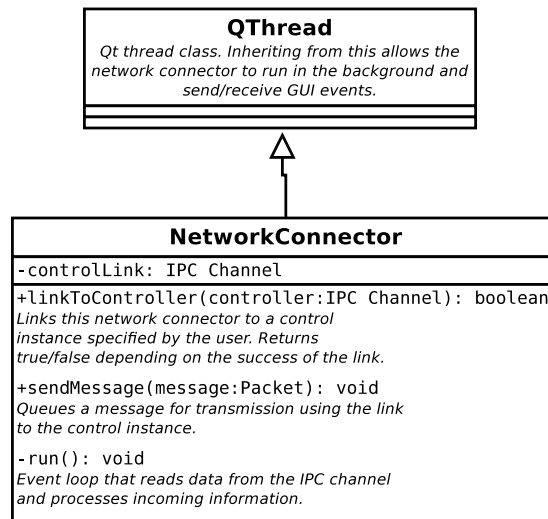 QThread
Qt thread class. Inheriting from this allows the
network connector to run in the background and
send/receive GUI events.
NetworkConnector
-controlLink: IPC Channel
+linkToController(controller:IPC Channel): boolean
Links this network connector to a control
instance specified by the user. Returns
true/false depending on the success of the link.
+sendMessage(message:Packet): void
Queues a message for transmission using the link
to the control instance.
-run(): void
Event loop that reads data from the IPC channel
and processes incoming information.